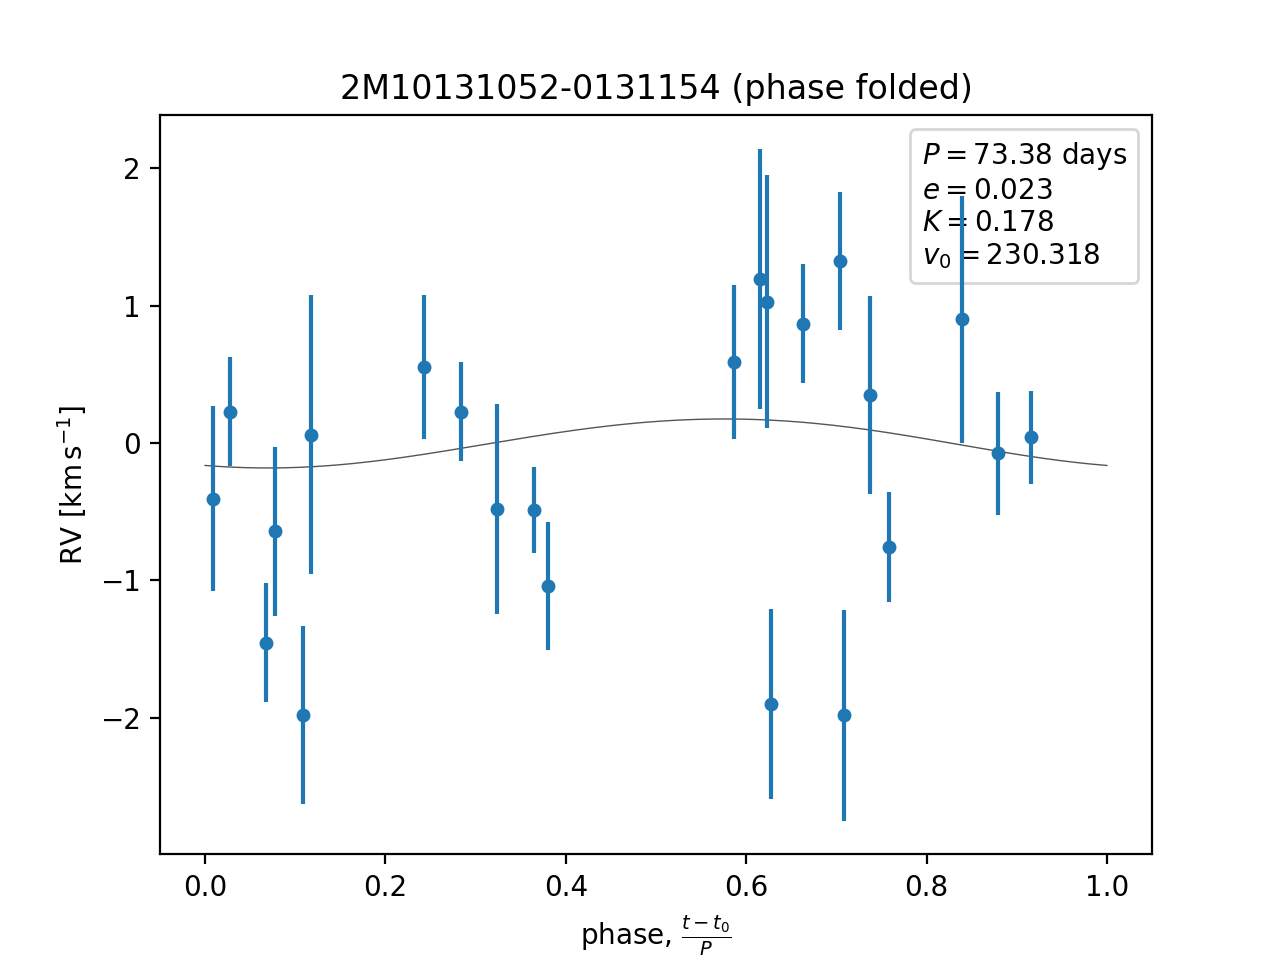 2M10131052-0131154 (phase folded)
P = 73.38 days
e = 0.023
K = 0.178
v₀ = 230.318
2
1
0
−1
−2
RV [km s⁻¹]
0.0 0.2 0.4 0.6 0.8 1.0
phase, (t − t₀)/P